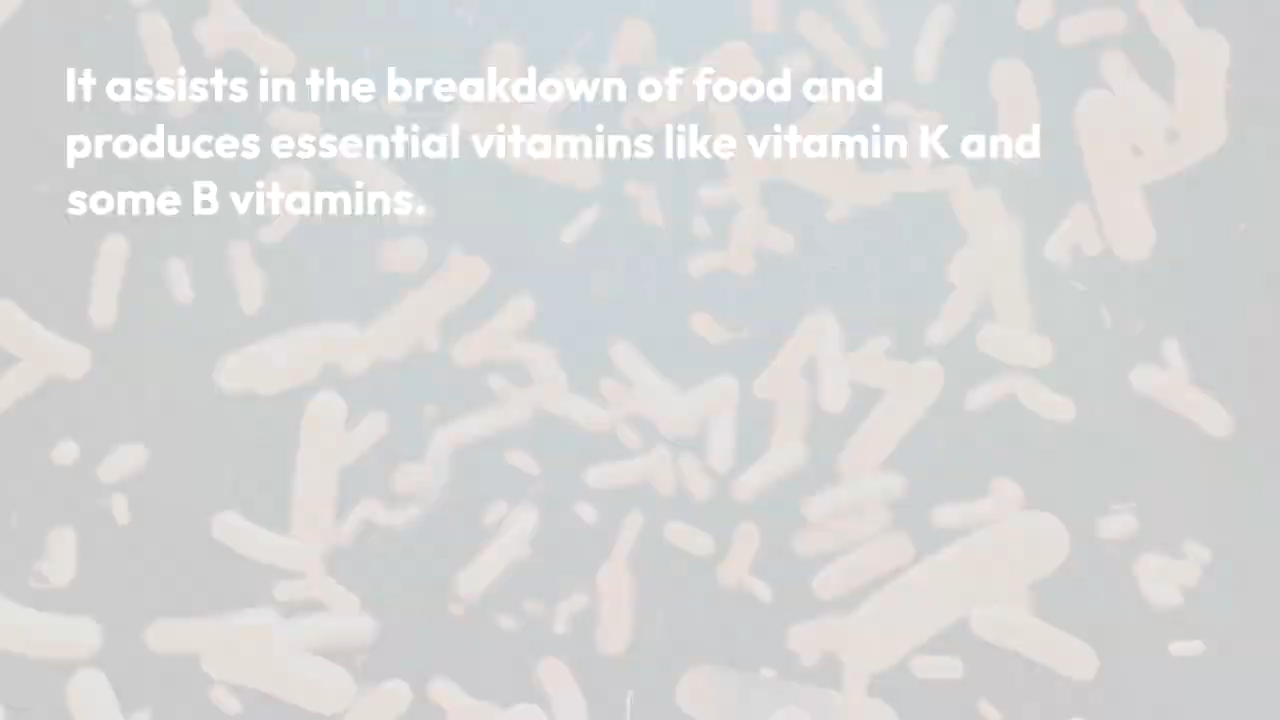 It assists in the breakdown of food and
produces essential vitamins like vitamin K and
some B vitamins.